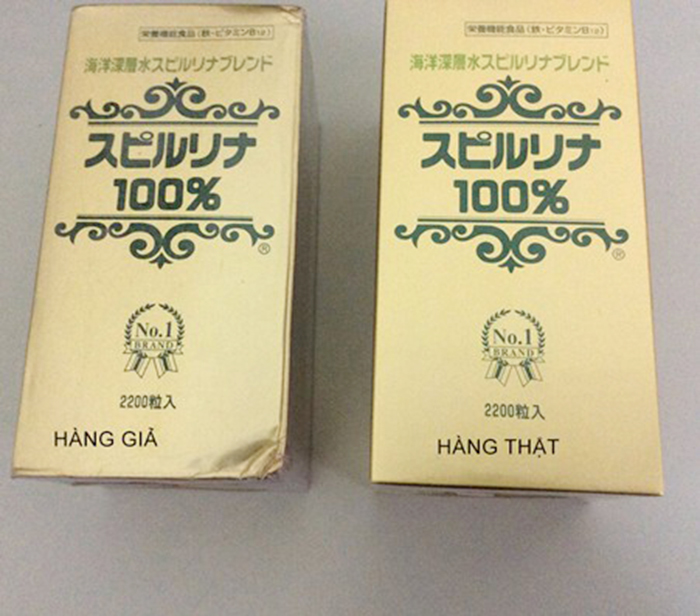 栄養機能食品(鉄・ビタミンB12)
海洋深層水スピルリナブレンド
スピルリナ
100%
®
No.1
BRAND
2200粒入
HÀNG GIẢ
栄養機能食品(鉄・ビタミンB12)
海洋深層水スピルリナブレンド
スピルリナ
100%
®
No.1
BRAND
2200粒入
HÀNG THẬT